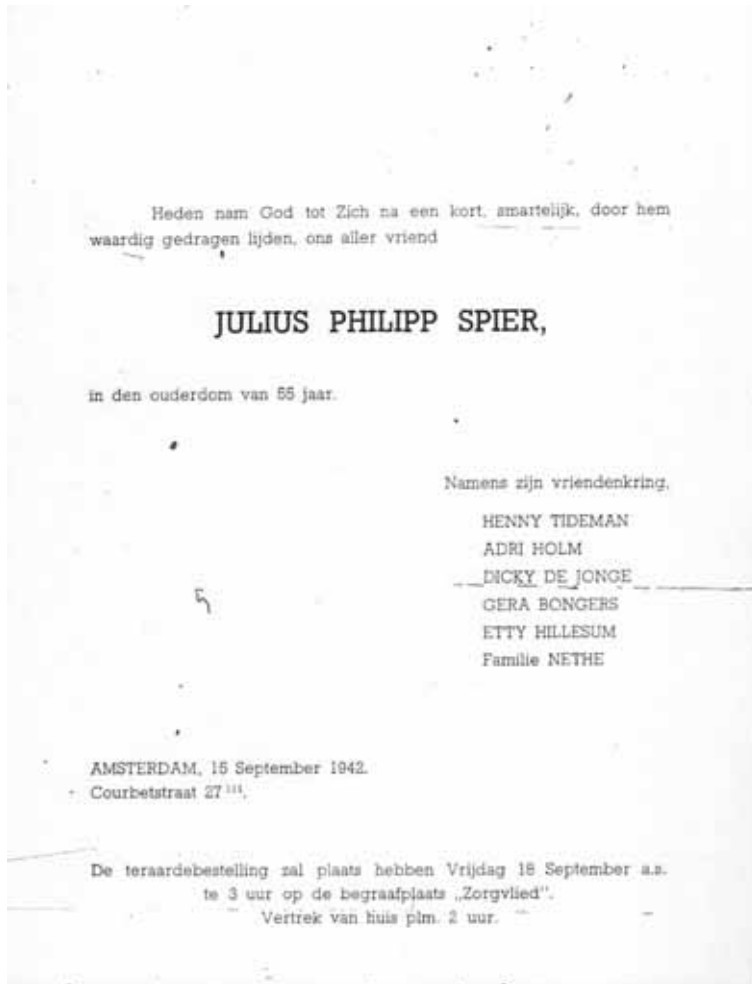 Heden nam God tot Zich na een kort, smartelijk, door hem
waardig gedragen lijden, ons aller vriend
JULIUS PHILIPP SPIER,
in den ouderdom van 55 jaar.
Namens zijn vriendenkring,
HENNY TIDEMAN
ADRI HOLM
DICKY DE JONGE
GERA BONGERS
ETTY HILLESUM
Familie NETHE
AMSTERDAM, 15 September 1942.
Courbetstraat 27 III.
De teraardebestelling zal plaats hebben Vrijdag 18 September a.s.
te 3 uur op de begraafplaats „Zorgvlied”.
Vertrek van huis plm. 2 uur.